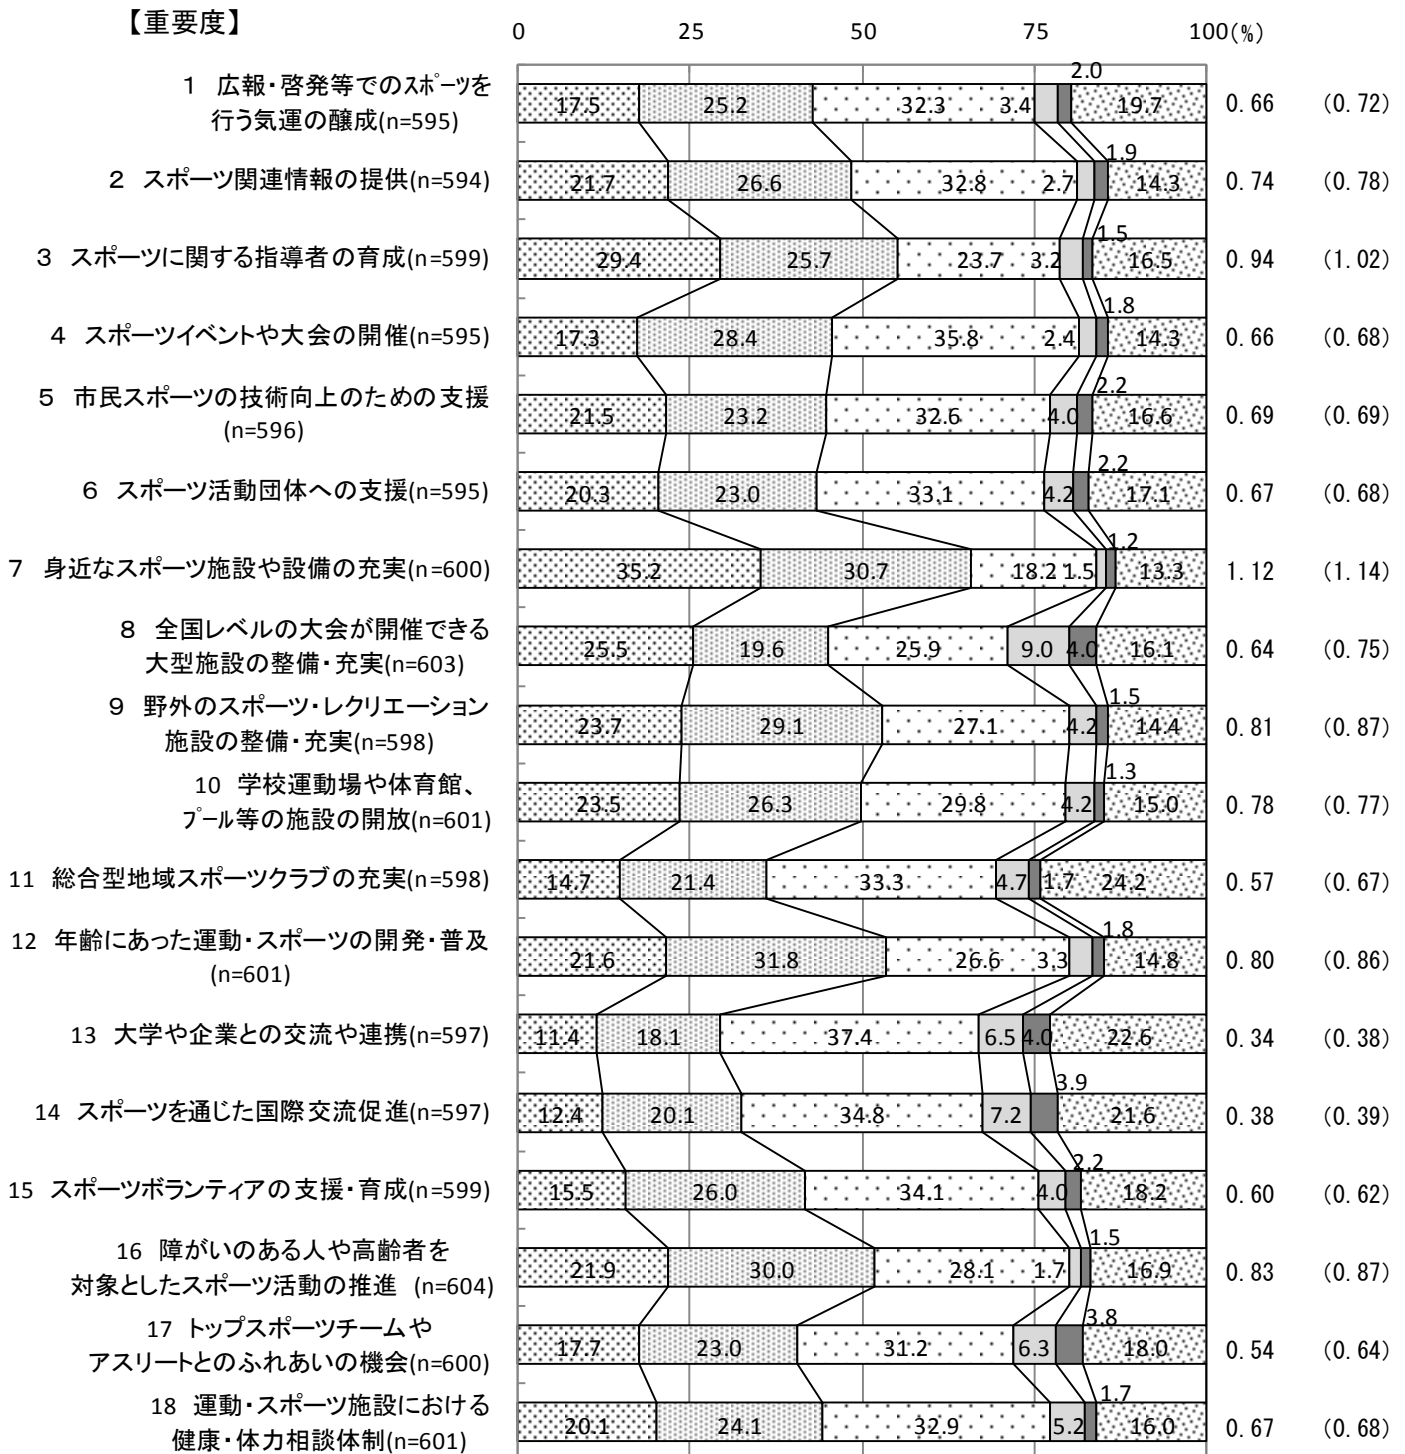 【重要度】
0 25 50 75 100(%)
1 広報・啓発等でのスポーツを
行う気運の醸成(n=595)
17.5 25.2 32.3 3.4 2.0 19.7 0.66 (0.72)
2 スポーツ関連情報の提供(n=594)
21.7 26.6 32.8 2.7 1.9 14.3 0.74 (0.78)
3 スポーツに関する指導者の育成(n=599)
29.4 25.7 23.7 3.2 1.5 16.5 0.94 (1.02)
4 スポーツイベントや大会の開催(n=595)
17.3 28.4 35.8 2.4 1.8 14.3 0.66 (0.68)
5 市民スポーツの技術向上のための支援
(n=596)
21.5 23.2 32.6 4.0 2.2 16.6 0.69 (0.69)
6 スポーツ活動団体への支援(n=595)
20.3 23.0 33.1 4.2 2.2 17.1 0.67 (0.68)
7 身近なスポーツ施設や設備の充実(n=600)
35.2 30.7 18.2 1.5 1.2 13.3 1.12 (1.14)
8 全国レベルの大会が開催できる
大型施設の整備・充実(n=603)
25.5 19.6 25.9 9.0 4.0 16.1 0.64 (0.75)
9 野外のスポーツ・レクリエーション
施設の整備・充実(n=598)
23.7 29.1 27.1 4.2 1.5 14.4 0.81 (0.87)
10 学校運動場や体育館、
プール等の施設の開放(n=601)
23.5 26.3 29.8 4.2 1.3 15.0 0.78 (0.77)
11 総合型地域スポーツクラブの充実(n=598)
14.7 21.4 33.3 4.7 1.7 24.2 0.57 (0.67)
12 年齢にあった運動・スポーツの開発・普及
(n=601)
21.6 31.8 26.6 3.3 1.8 14.8 0.80 (0.86)
13 大学や企業との交流や連携(n=597)
11.4 18.1 37.4 6.5 4.0 22.6 0.34 (0.38)
14 スポーツを通じた国際交流促進(n=597)
12.4 20.1 34.8 7.2 3.9 21.6 0.38 (0.39)
15 スポーツボランティアの支援・育成(n=599)
15.5 26.0 34.1 4.0 2.2 18.2 0.60 (0.62)
16 障がいのある人や高齢者を
対象としたスポーツ活動の推進 (n=604)
21.9 30.0 28.1 1.7 1.5 16.9 0.83 (0.87)
17 トップスポーツチームや
アスリートとのふれあいの機会(n=600)
17.7 23.0 31.2 6.3 3.8 18.0 0.54 (0.64)
18 運動・スポーツ施設における
健康・体力相談体制(n=601)
20.1 24.1 32.9 5.2 1.7 16.0 0.67 (0.68)